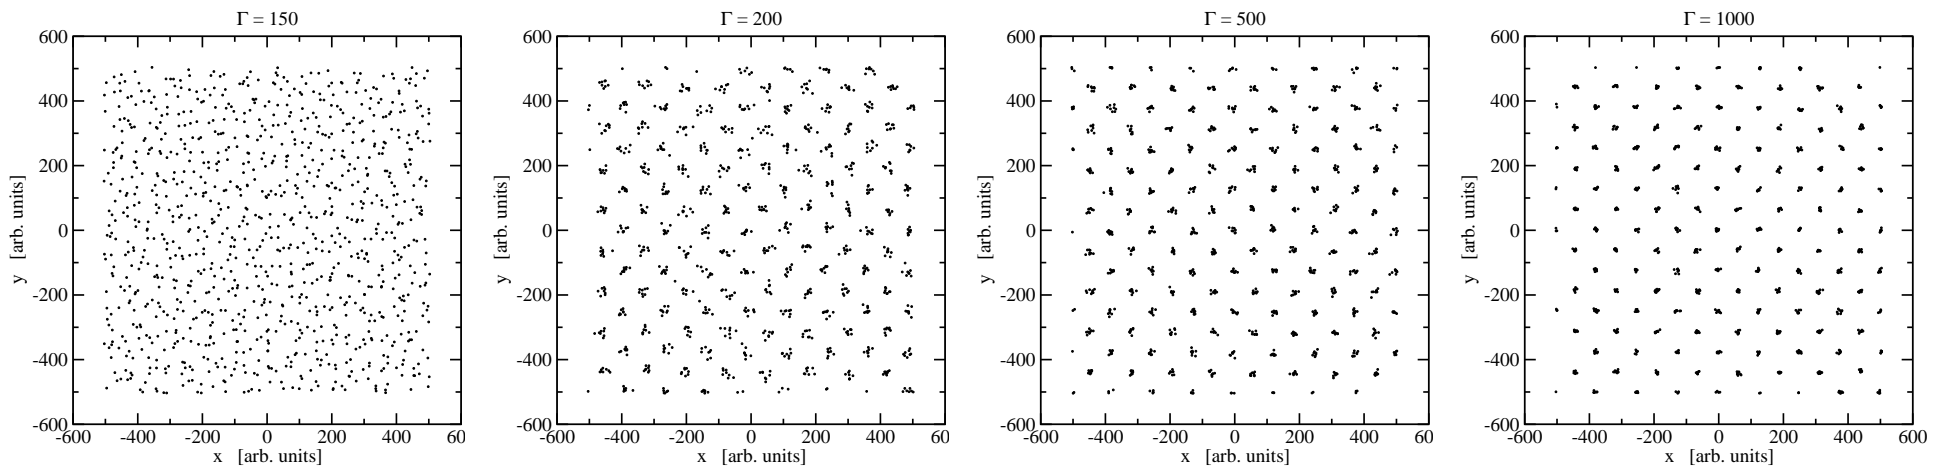 Γ = 150
600
400
200
0
-200
-400
-600
y [arb. units]
-600 -400 -200 0 200 400 60
x [arb. units]
Γ = 200
600
400
200
0
-200
-400
-600
y [arb. units]
-600 -400 -200 0 200 400 60
x [arb. units]
Γ = 500
600
400
200
0
-200
-400
-600
y [arb. units]
-600 -400 -200 0 200 400 600
x [arb. units]
Γ = 1000
600
400
200
0
-200
-400
-600
y [arb. units]
-600 -400 -200 0 200 400 600
x [arb. units]